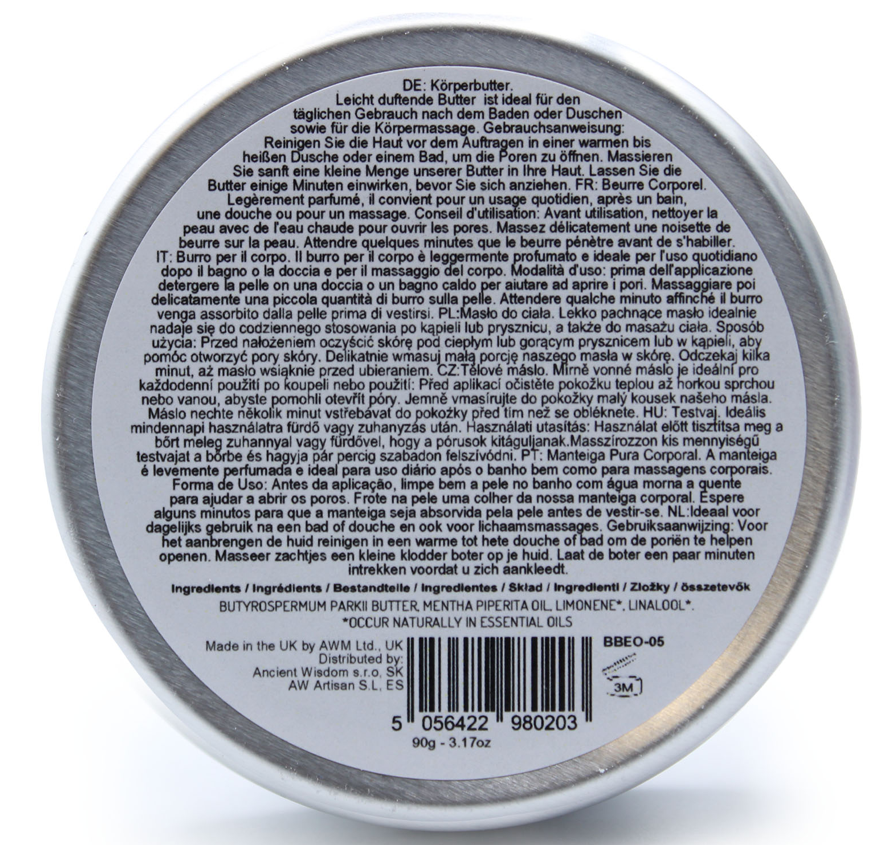 DE: Körperbutter.
Leicht duftende Butter ist ideal für den
täglichen Gebrauch nach dem Baden oder Duschen
sowie für die Körpermassage. Gebrauchsanweisung:
Reinigen Sie die Haut vor dem Auftragen in einer warmen bis
heißen Dusche oder einem Bad, um die Poren zu öffnen. Massieren
Sie sanft eine kleine Menge unserer Butter in Ihre Haut. Lassen Sie die
Butter einige Minuten einwirken, bevor Sie sich anziehen. FR: Beurre Corporel.
Legèrement parfumé, il convient pour un usage quotidien, après un bain,
une douche ou pour un massage. Conseil d'utilisation: Avant utilisation, nettoyer la
peau avec de l'eau chaude pour ouvrir les pores. Massez délicatement une noisette de
beurre sur la peau. Attendre quelques minutes que le beurre pénètre avant de s'habiller.
IT: Burro per il corpo. Il burro per il corpo è leggermente profumato e ideale per l'uso quotidiano
dopo il bagno o la doccia e per il massaggio del corpo. Modalità d'uso: prima dell'applicazione
detergere la pelle on una doccia o un bagno caldo per aiutare ad aprire i pori. Massaggiare poi
delicatamente una piccola quantità di burro sulla pelle. Attendere qualche minuto affinché il burro
venga assorbito dalla pelle prima di vestirsi. PL:Masło do ciała. Lekko pachnące masło idealnie
nadaje się do codziennego stosowania po kąpieli lub prysznicu, a także do masażu ciała. Sposób
użycia: Przed nałożeniem oczyścić skórę pod ciepłym lub gorącym prysznicem lub w kąpieli, aby
pomóc otworzyć pory skóry. Delikatnie wmasuj małą porcję naszego masła w skórę. Odczekaj kilka
minut, aż masło wsiąknie przed ubieraniem. CZ:Tělové máslo. Mírně vonné máslo je ideální pro
každodenní použití po koupeli nebo použití: Před aplikací očistěte pokožku teplou až horkou sprchou
nebo vanou, abyste pomohli otevřít póry. Jemně vmasírujte do pokožky malý kousek našeho másla.
Máslo nechte několik minut vstřebávat do pokožky před tím než se obléknete. HU: Testvaj. Ideális
mindennapi használatra fürdő vagy zuhanyzás után. Használati utasítás: Használat előtt tisztítsa meg a
bőrt meleg zuhannyal vagy fürdővel, hogy a pórusok kitáguljanak.Masszírozzon kis mennyiségű
testvajat a bőrbe és hagyja pár percig szabadon felszívódni. PT: Manteiga Pura Corporal. A manteiga
é levemente perfumada e ideal para uso diário após o banho bem como para massagens corporais.
Forma de Uso: Antes da aplicação, limpe bem a pele no banho com água morna a quente
para ajudar a abrir os poros. Frote na pele uma colher da nossa manteiga corporal. Espere
alguns minutos para que a manteiga seja absorvida pela pele antes de vestir-se. NL:Ideaal voor
dagelijks gebruik na een bad of douche en ook voor lichaamsmassages. Gebruiksaanwijzing: Voor
het aanbrengen de huid reinigen in een warme tot hete douche of bad om de poriën te helpen
openen. Masseer zachtjes een kleine klodder boter op je huid. Laat de boter een paar minuten
intrekken voordat u zich aankleedt.
Ingredients / Ingrédients / Bestandteile / Ingredientes / Skład / Ingredienti / Zložky / összetevők
BUTYROSPERMUM PARKII BUTTER, MENTHA PIPERITA OIL, LIMONENE*, LINALOOL*.
*OCCUR NATURALLY IN ESSENTIAL OILS
Made in the UK by AWM Ltd., UK
Distributed by:
Ancient Wisdom s.r.o, SK
AW Artisan S.L, ES
BBEO-05
3M
5 056422 980203
90g - 3.17oz